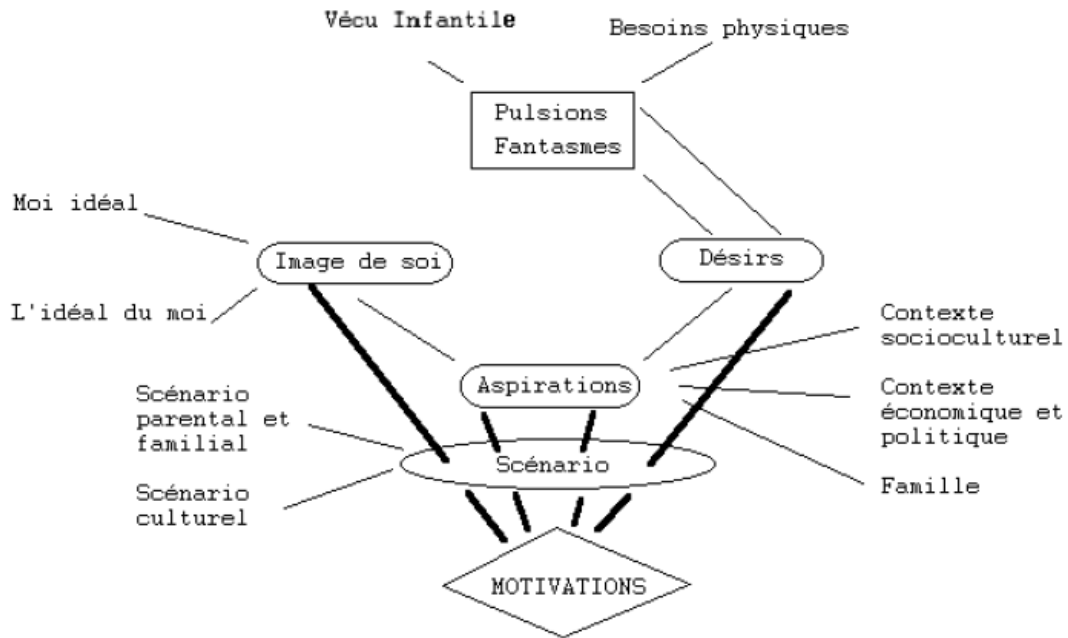 Vécu Infantile
Besoins physiques
Pulsions
Fantasmes
Moi idéal
Image de soi
Désirs
L'idéal du moi
Contexte
socioculturel
Aspirations
Scénario
parental et
familial
Contexte
économique et
politique
Scénario
Scénario
culturel
Famille
MOTIVATIONS